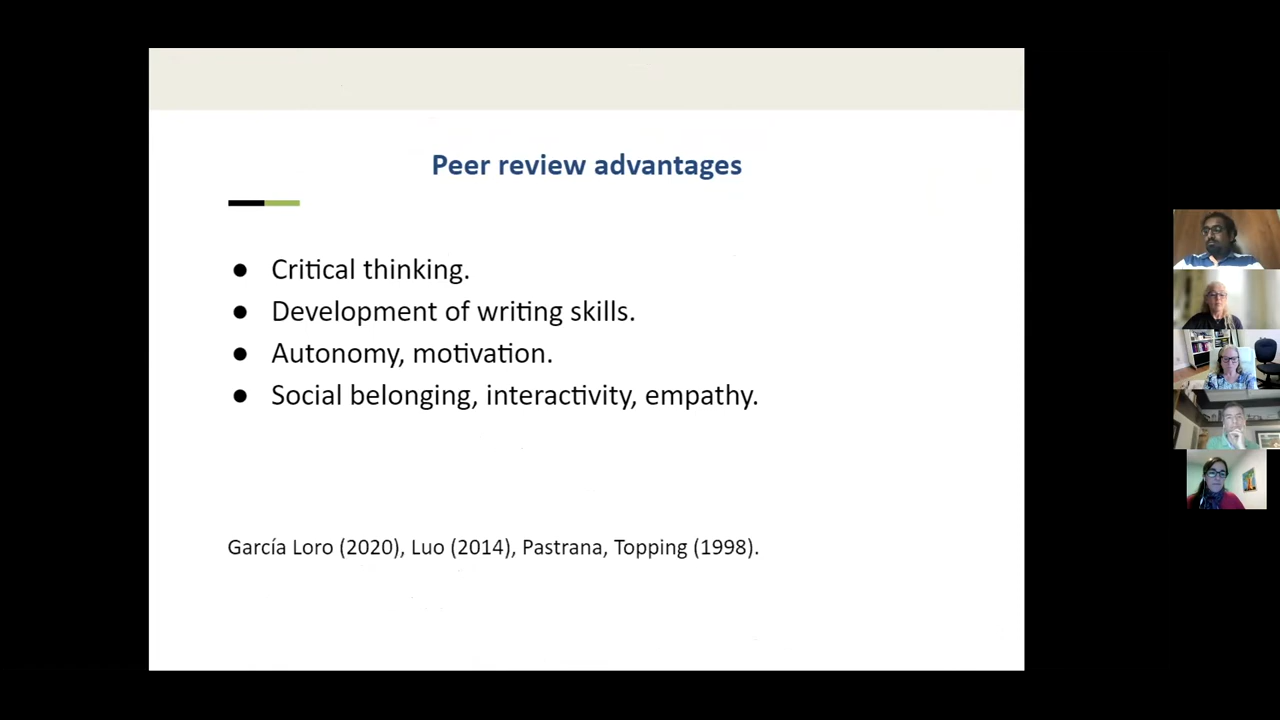 Peer review advantages
● Critical thinking.
● Development of writing skills.
● Autonomy, motivation.
● Social belonging, interactivity, empathy.
García Loro (2020), Luo (2014), Pastrana, Topping (1998).